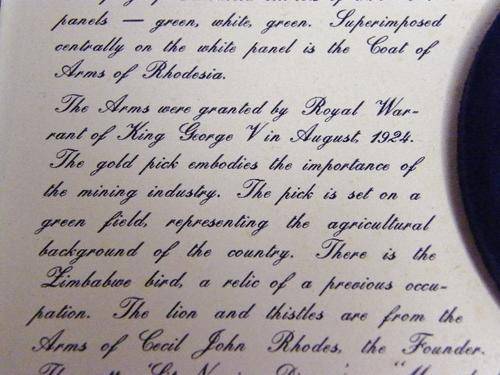 panels — green, white, green. Superimposed
centrally on the white panel is the Coat of
Arms of Rhodesia.
The Arms were granted by Royal War-
rant of King George V in August, 1924.
The gold pick embodies the importance of
the mining industry. The pick is set on a
green field, representing the agricultural
background of the country. There is the
Zimbabwe bird, a relic of a previous occu-
pation. The lion and thistles are from the
Arms of Cecil John Rhodes, the Founder.